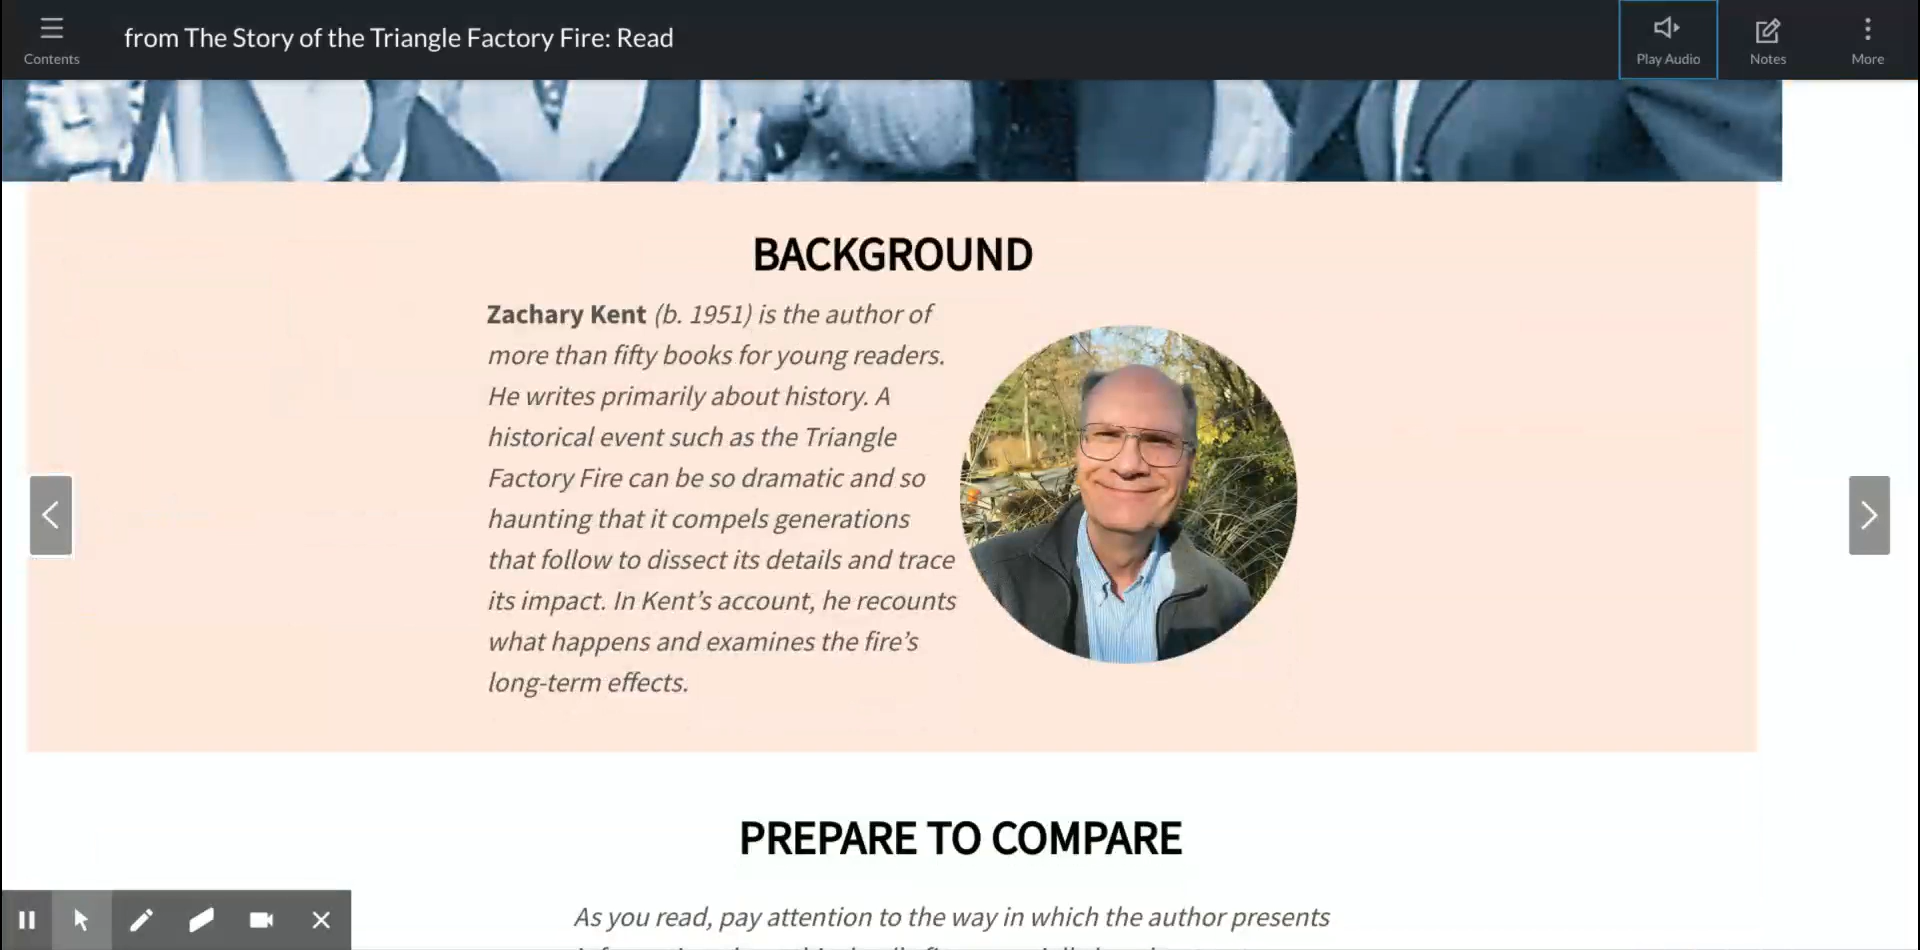 from The Story of the Triangle Factory Fire: Read
Contents
Play Audio
Notes
More
BACKGROUND
Zachary Kent (b. 1951) is the author of
more than fifty books for young readers.
He writes primarily about history. A
historical event such as the Triangle
Factory Fire can be so dramatic and so
haunting that it compels generations
that follow to dissect its details and trace
its impact. In Kent's account, he recounts
what happens and examines the fire's
long-term effects.
PREPARE TO COMPARE
As you read, pay attention to the way in which the author presents